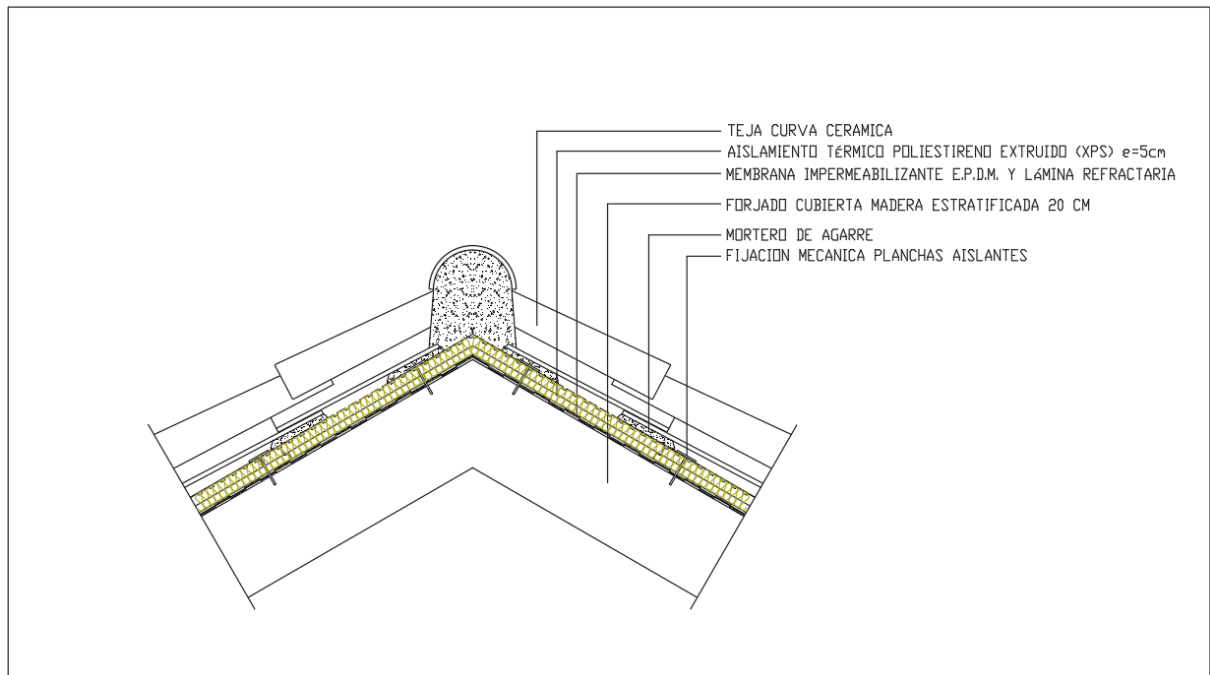 TEJA CURVA CERAMICA
AISLAMIENTO TéRMICO POLIESTIRENO EXTRUIDO (XPS) e=5cm
MEMBRANA IMPERMEABILIZANTE E.P.D.M. Y LáMINA REFRACTARIA
FORJADO CUBIERTA MADERA ESTRATIFICADA 20 CM
MORTERO DE AGARRE
FIJACION MECANICA PLANCHAS AISLANTES